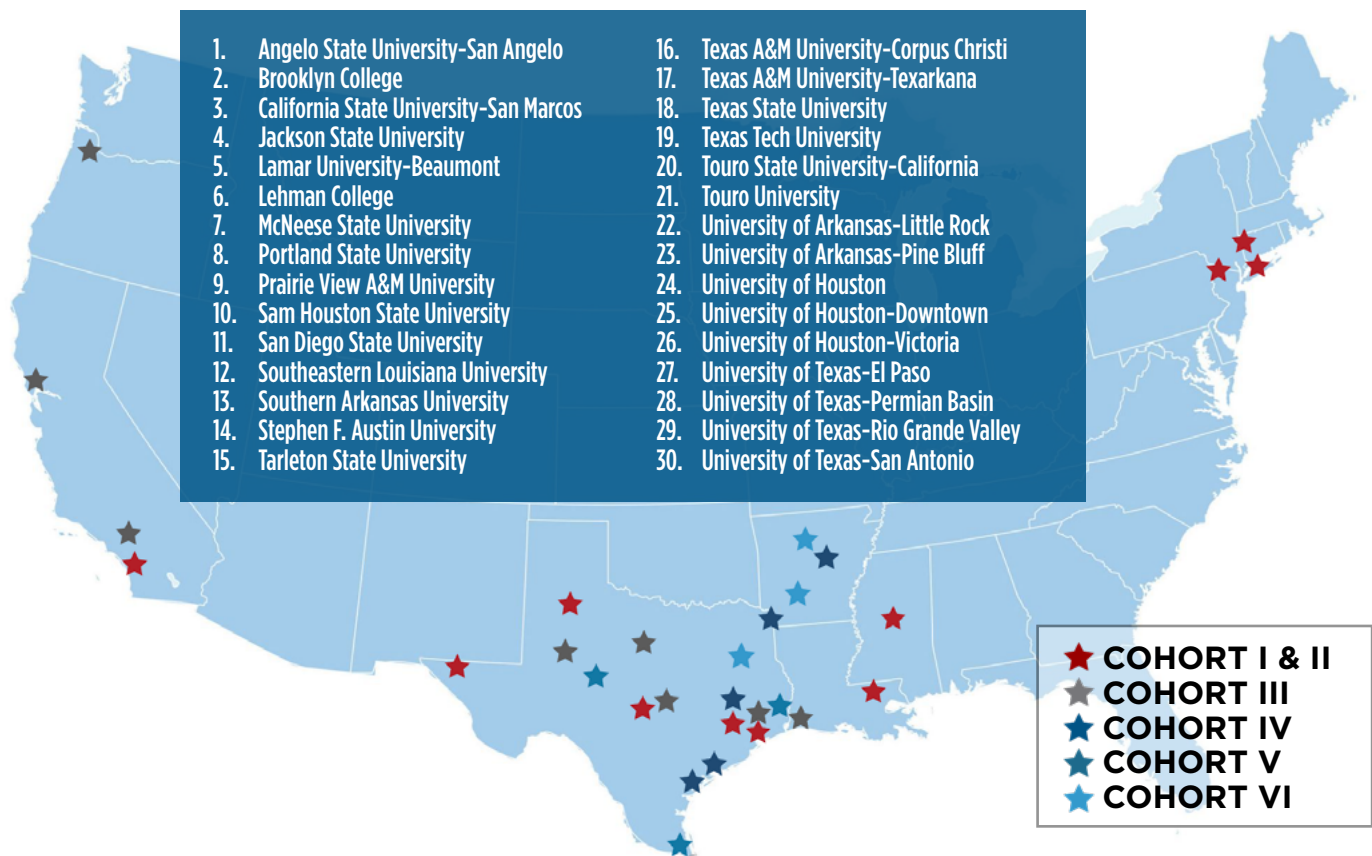 1. Angelo State University-San Angelo
2. Brooklyn College
3. California State University-San Marcos
4. Jackson State University
5. Lamar University-Beaumont
6. Lehman College
7. McNeese State University
8. Portland State University
9. Prairie View A&M University
10. Sam Houston State University
11. San Diego State University
12. Southeastern Louisiana University
13. Southern Arkansas University
14. Stephen F. Austin University
15. Tarleton State University
16. Texas A&M University-Corpus Christi
17. Texas A&M University-Texarkana
18. Texas State University
19. Texas Tech University
20. Touro State University-California
21. Touro University
22. University of Arkansas-Little Rock
23. University of Arkansas-Pine Bluff
24. University of Houston
25. University of Houston-Downtown
26. University of Houston-Victoria
27. University of Texas-El Paso
28. University of Texas-Permian Basin
29. University of Texas-Rio Grande Valley
30. University of Texas-San Antonio
COHORT I & II
COHORT III
COHORT IV
COHORT V
COHORT VI